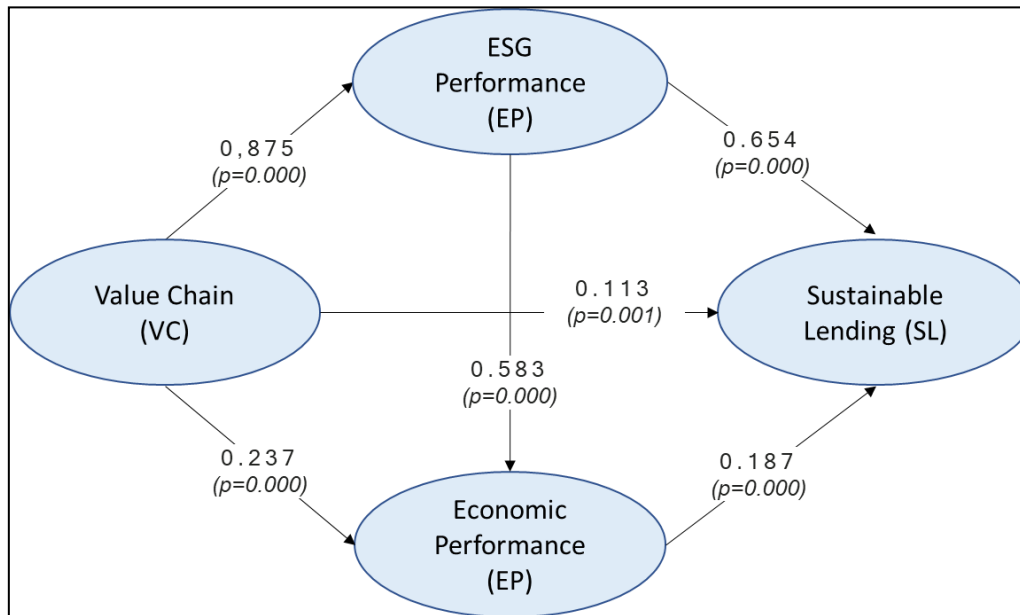 ESG
Performance
(EP)
0,875
(p=0.000)
0.654
(p=0.000)
Value Chain
(VC)
0.113
(p=0.001)
Sustainable
Lending (SL)
0.583
(p=0.000)
0.237
(p=0.000)
0.187
(p=0.000)
Economic
Performance
(EP)